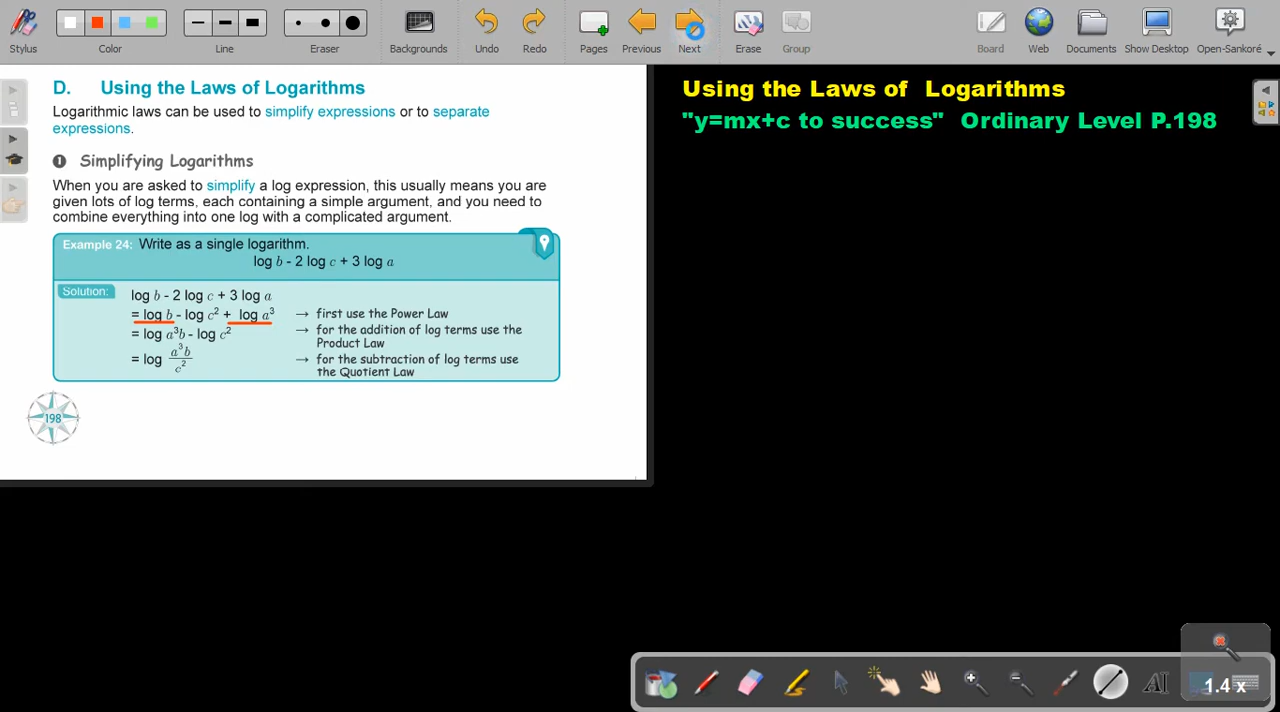 Stylus Color Line Eraser Backgrounds Undo Redo Pages Previous Next Erase Group Board Web Documents Show Desktop Open-Sankoré
D. Using the Laws of Logarithms
Logarithmic laws can be used to simplify expressions or to separate
expressions.
1 Simplifying Logarithms
When you are asked to simplify a log expression, this usually means you are
given lots of log terms, each containing a simple argument, and you need to
combine everything into one log with a complicated argument.
Example 24: Write as a single logarithm.
log b - 2 log c + 3 log a
Solution:
log b - 2 log c + 3 log a
= log b - log c² + log a³ → first use the Power Law
= log a³b - log c² → for the addition of log terms use the
Product Law
= log a³b/c² → for the subtraction of log terms use
the Quotient Law
198
Using the Laws of Logarithms
"y=mx+c to success" Ordinary Level P.198
AI
1.4 x